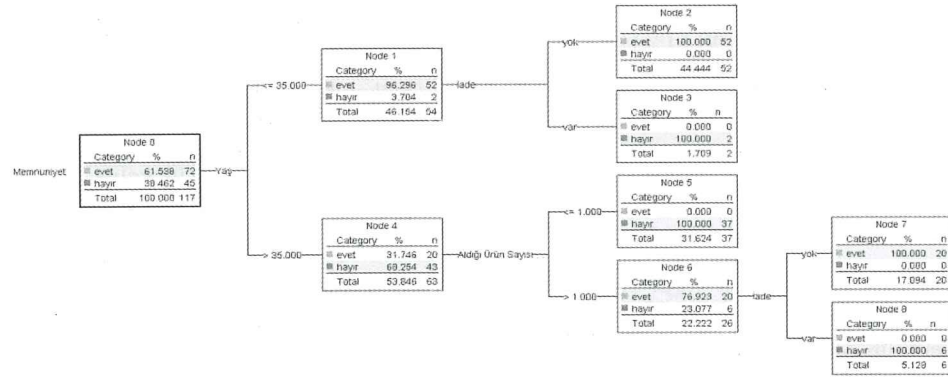 Memnuniyet
Node 0
Category % n
evet 61.538 72
hayır 38.462 45
Total 100.000 117
Yaş
<= 35.000
Node 1
Category % n
evet 96.296 52
hayır 3.704 2
Total 46.154 54
İade
yok
Node 2
Category % n
evet 100.000 52
hayır 0.000 0
Total 44.444 52
var
Node 3
Category % n
evet 0.000 0
hayır 100.000 2
Total 1.709 2
> 35.000
Node 4
Category % n
evet 31.746 20
hayır 68.254 43
Total 53.846 63
Aldığı Ürün Sayısı
<= 1.000
Node 5
Category % n
evet 0.000 0
hayır 100.000 37
Total 31.624 37
> 1.000
Node 6
Category % n
evet 76.923 20
hayır 23.077 6
Total 22.222 26
İade
yok
Node 7
Category % n
evet 100.000 20
hayır 0.000 0
Total 17.094 20
var
Node 8
Category % n
evet 0.000 0
hayır 100.000 6
Total 5.128 6